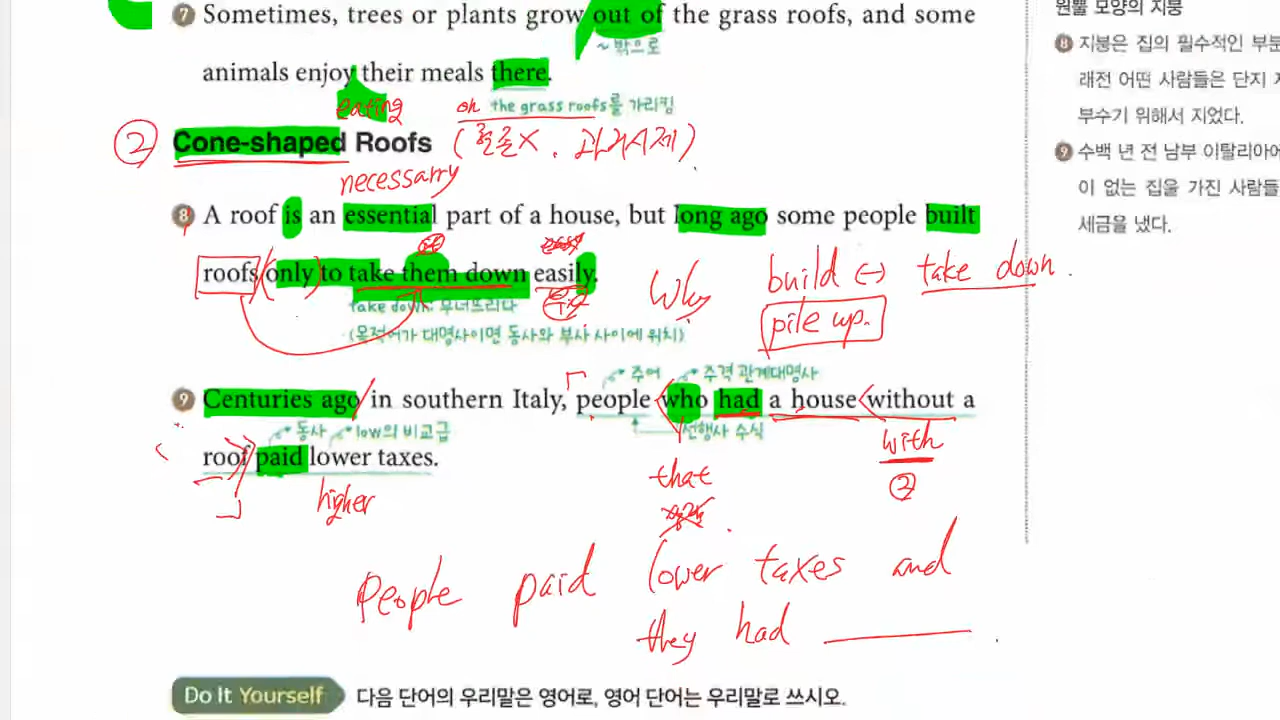 7 Sometimes, trees or plants grow out of the grass roofs, and some
~ 밖으로
animals enjoy their meals there.
eating
on the grass roofs를 가리킴
② Cone-shaped Roofs
necessarry
8 A roof is an essential part of a house, but long ago some people built
roofs (only) to take them down easily.
take down: 무너뜨리다
(목적어가 대명사이면 동사와 부사 사이에 위치)
Why
build ↔ take down.
pile up.
주어 주격 관계대명사
9 Centuries ago / in southern Italy, people who had a house without a
동사 low의 비교급 선행사 수식
roof paid lower taxes.
with
②
that
higher
People paid lower taxes and
they had ______.
Do It Yourself 다음 단어의 우리말은 영어로, 영어 단어는 우리말로 쓰시오.
원뿔 모양의 지붕
8 지붕은 집의 필수적인 부분
래전 어떤 사람들은 단지 지
부수기 위해서 지었다.
9 수백 년 전 남부 이탈리아에
이 없는 집을 가진 사람들
세금을 냈다.